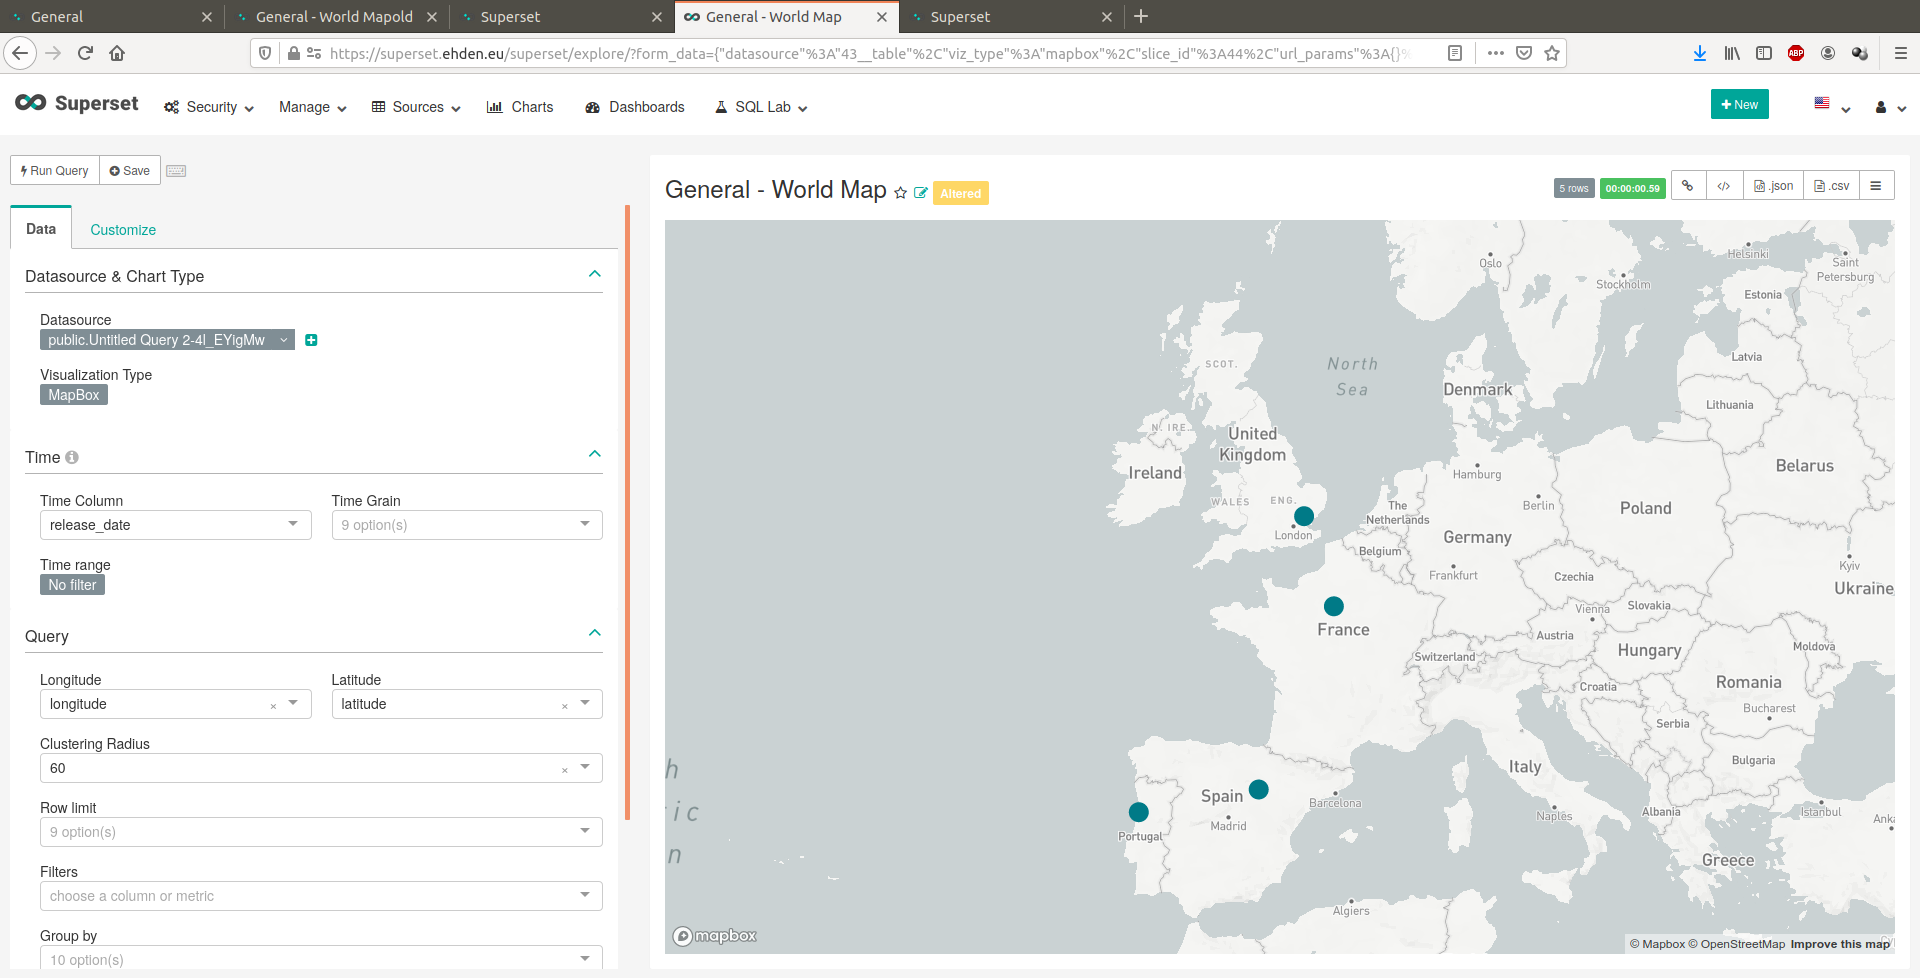 General
General - World Mapold
Superset
General - World Map
Superset
https://superset.ehden.eu/superset/explore/?form_data={"datasource"%3A"43__table"%2C"viz_type"%3A"mapbox"%2C"slice_id"%3A44%2C"url_params"%3A{}%
ABP
Superset
Security
Manage
Sources
Charts
Dashboards
SQL Lab
+ New
Run Query
Save
General - World Map
Altered
5 rows
00:00:00.59
</>
.json
.csv
Data
Customize
Datasource & Chart Type
Datasource
public.Untitled Query 2-4l_EYigMw
Visualization Type
MapBox
Time
Time Column
Time Grain
release_date
9 option(s)
Time range
No filter
Query
Longitude
Latitude
longitude
×
latitude
×
Clustering Radius
60
×
Row limit
9 option(s)
Filters
choose a column or metric
Group by
10 option(s)
Oslo
Stockholm
Helsinki
Saint
Petersburg
Estonia
Latvia
Lithuania
SCOT.
North
Sea
Denmark
N. IRE.
United
Kingdom
Ireland
Hamburg
Belarus
WALES
ENG.
The
Netherlands
Berlin
Poland
London
Germany
Belgium
Frankfurt
Czechia
Kyiv
Ukraine
Vienna
Slovakia
France
Austria
Switzerland
Hungary
Moldova
Croatia
Romania
Bucharest
Serbia
Italy
Bulgaria
h
ic
n
Spain
Barcelona
Madrid
Portugal
Naples
Albania
Istanbul
Ank
Greece
Algiers
mapbox
© Mapbox © OpenStreetMap Improve this map